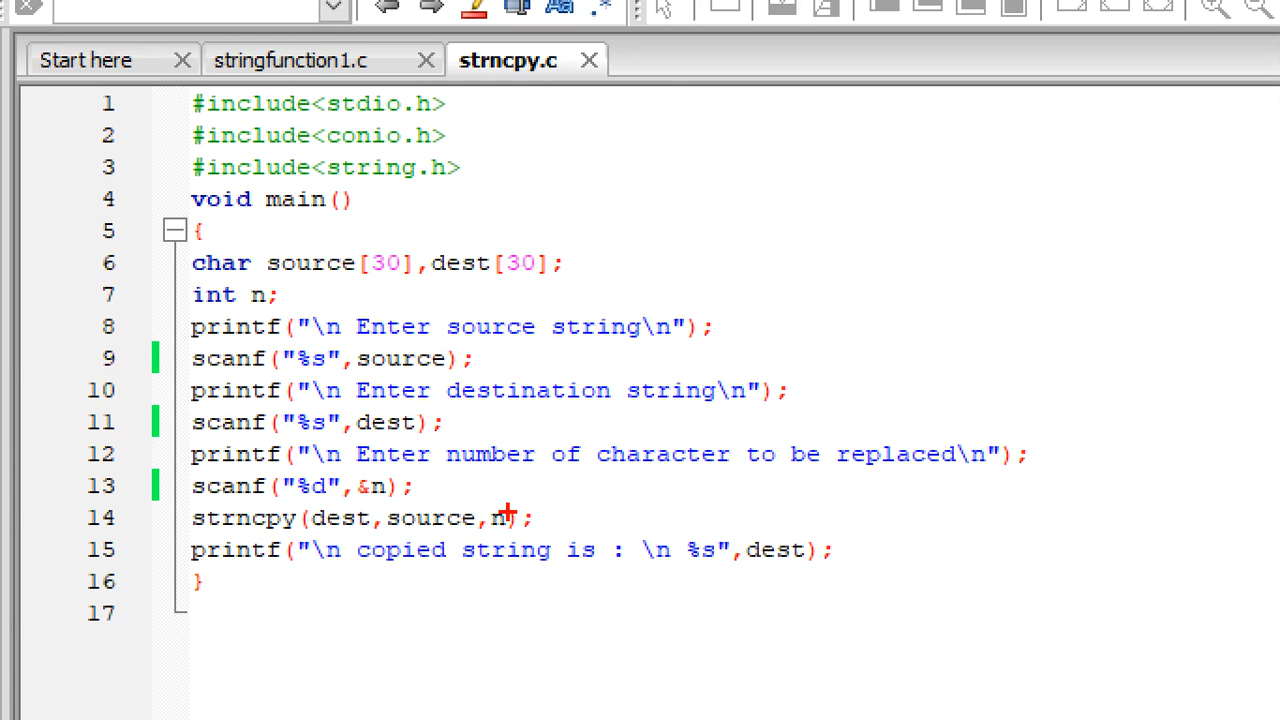 Start here stringfunction1.c strncpy.c
1 #include<stdio.h>
2 #include<conio.h>
3 #include<string.h>
4 void main()
5 {
6 char source[30],dest[30];
7 int n;
8 printf("\n Enter source string\n");
9 scanf("%s",source);
10 printf("\n Enter destination string\n");
11 scanf("%s",dest);
12 printf("\n Enter number of character to be replaced\n");
13 scanf("%d",&n);
14 strncpy(dest,source,n);
15 printf("\n copied string is : \n %s",dest);
16 }
17